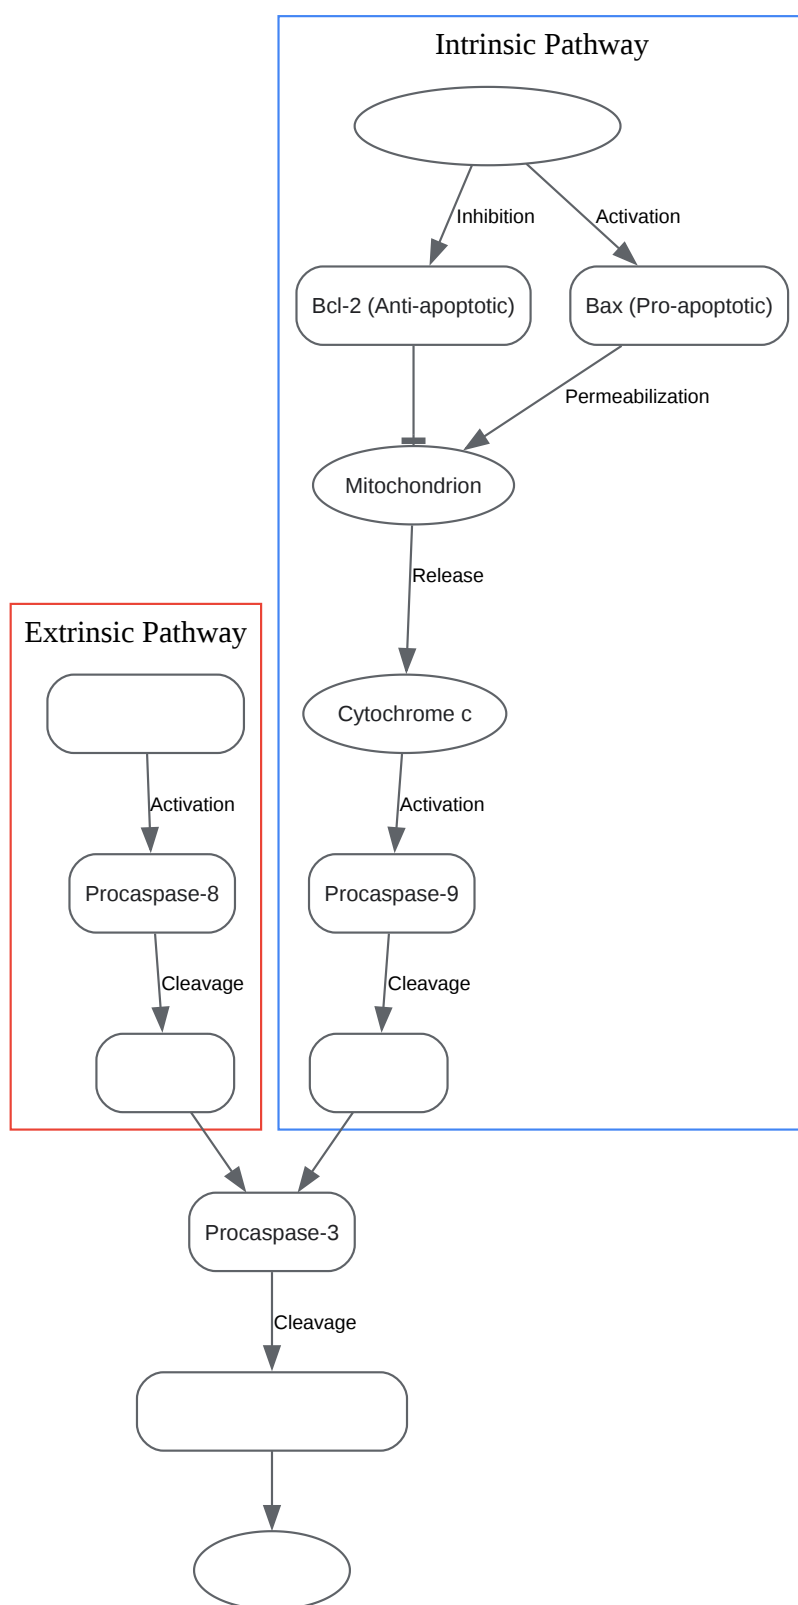 Intrinsic Pathway
Inhibition
Activation
Bcl-2 (Anti-apoptotic)
Bax (Pro-apoptotic)
Permeabilization
Mitochondrion
Release
Extrinsic Pathway
Cytochrome c
Activation
Activation
Procaspase-8
Procaspase-9
Cleavage
Cleavage
Procaspase-3
Cleavage